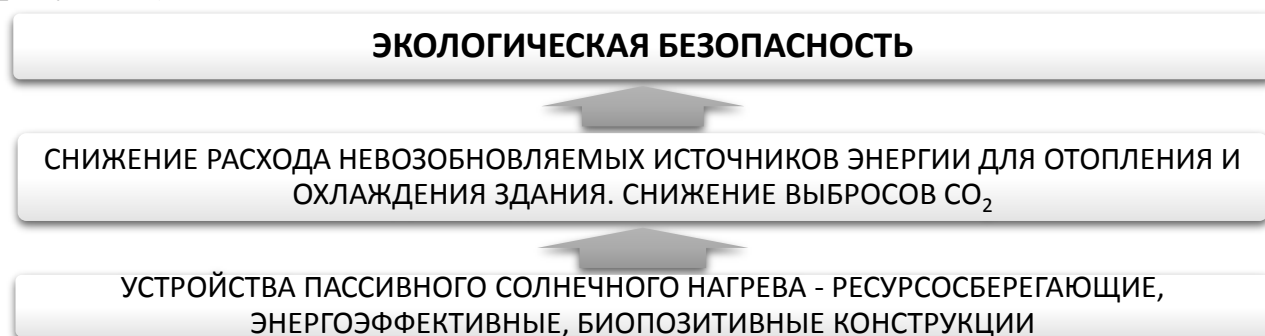 ЭКОЛОГИЧЕСКАЯ БЕЗОПАСНОСТЬ
СНИЖЕНИЕ РАСХОДА НЕВОЗОБНОВЛЯЕМЫХ ИСТОЧНИКОВ ЭНЕРГИИ ДЛЯ ОТОПЛЕНИЯ И
ОХЛАЖДЕНИЯ ЗДАНИЯ. СНИЖЕНИЕ ВЫБРОСОВ CO₂
УСТРОЙСТВА ПАССИВНОГО СОЛНЕЧНОГО НАГРЕВА - РЕСУРСОСБЕРЕГАЮЩИЕ,
ЭНЕРГОЭФФЕКТИВНЫЕ, БИОПОЗИТИВНЫЕ КОНСТРУКЦИИ